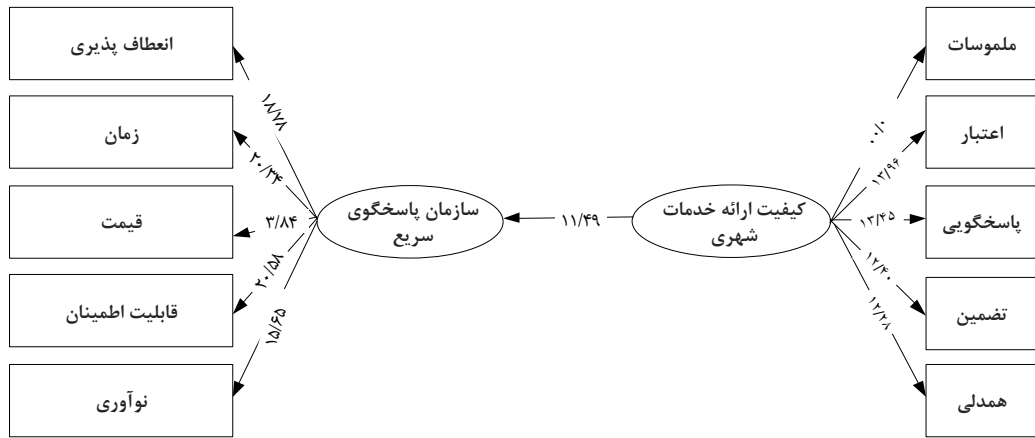 ملموسات
اعتبار
پاسخگویی
تضمین
همدلی
۰/۰۰
۱۳/۹۶
۱۳/۴۵
۱۲/۴۰
۱۲/۲۸
کیفیت ارائه خدمات
شهری
۱۱/۴۹
سازمان پاسخگوی
سریع
۱۸/۷۸
۲۰/۳۴
۳/۸۴
۲۰/۵۸
۱۵/۶۵
انعطاف پذیری
زمان
قیمت
قابلیت اطمینان
نوآوری